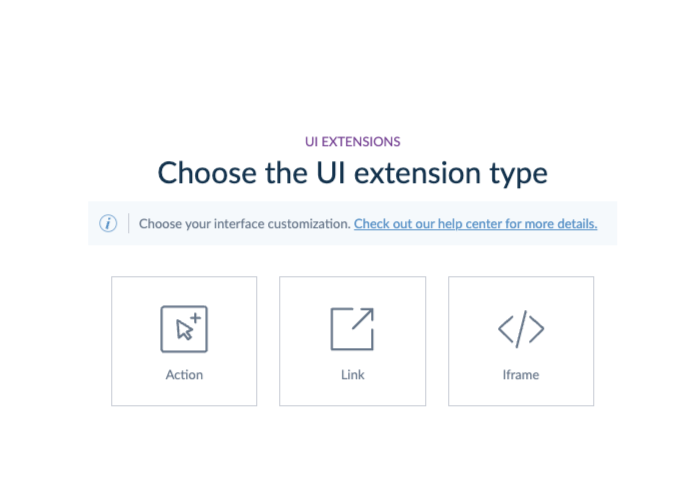 UI EXTENSIONS
Choose the UI extension type
Choose your interface customization. Check out our help center for more details.
Action
Link
Iframe